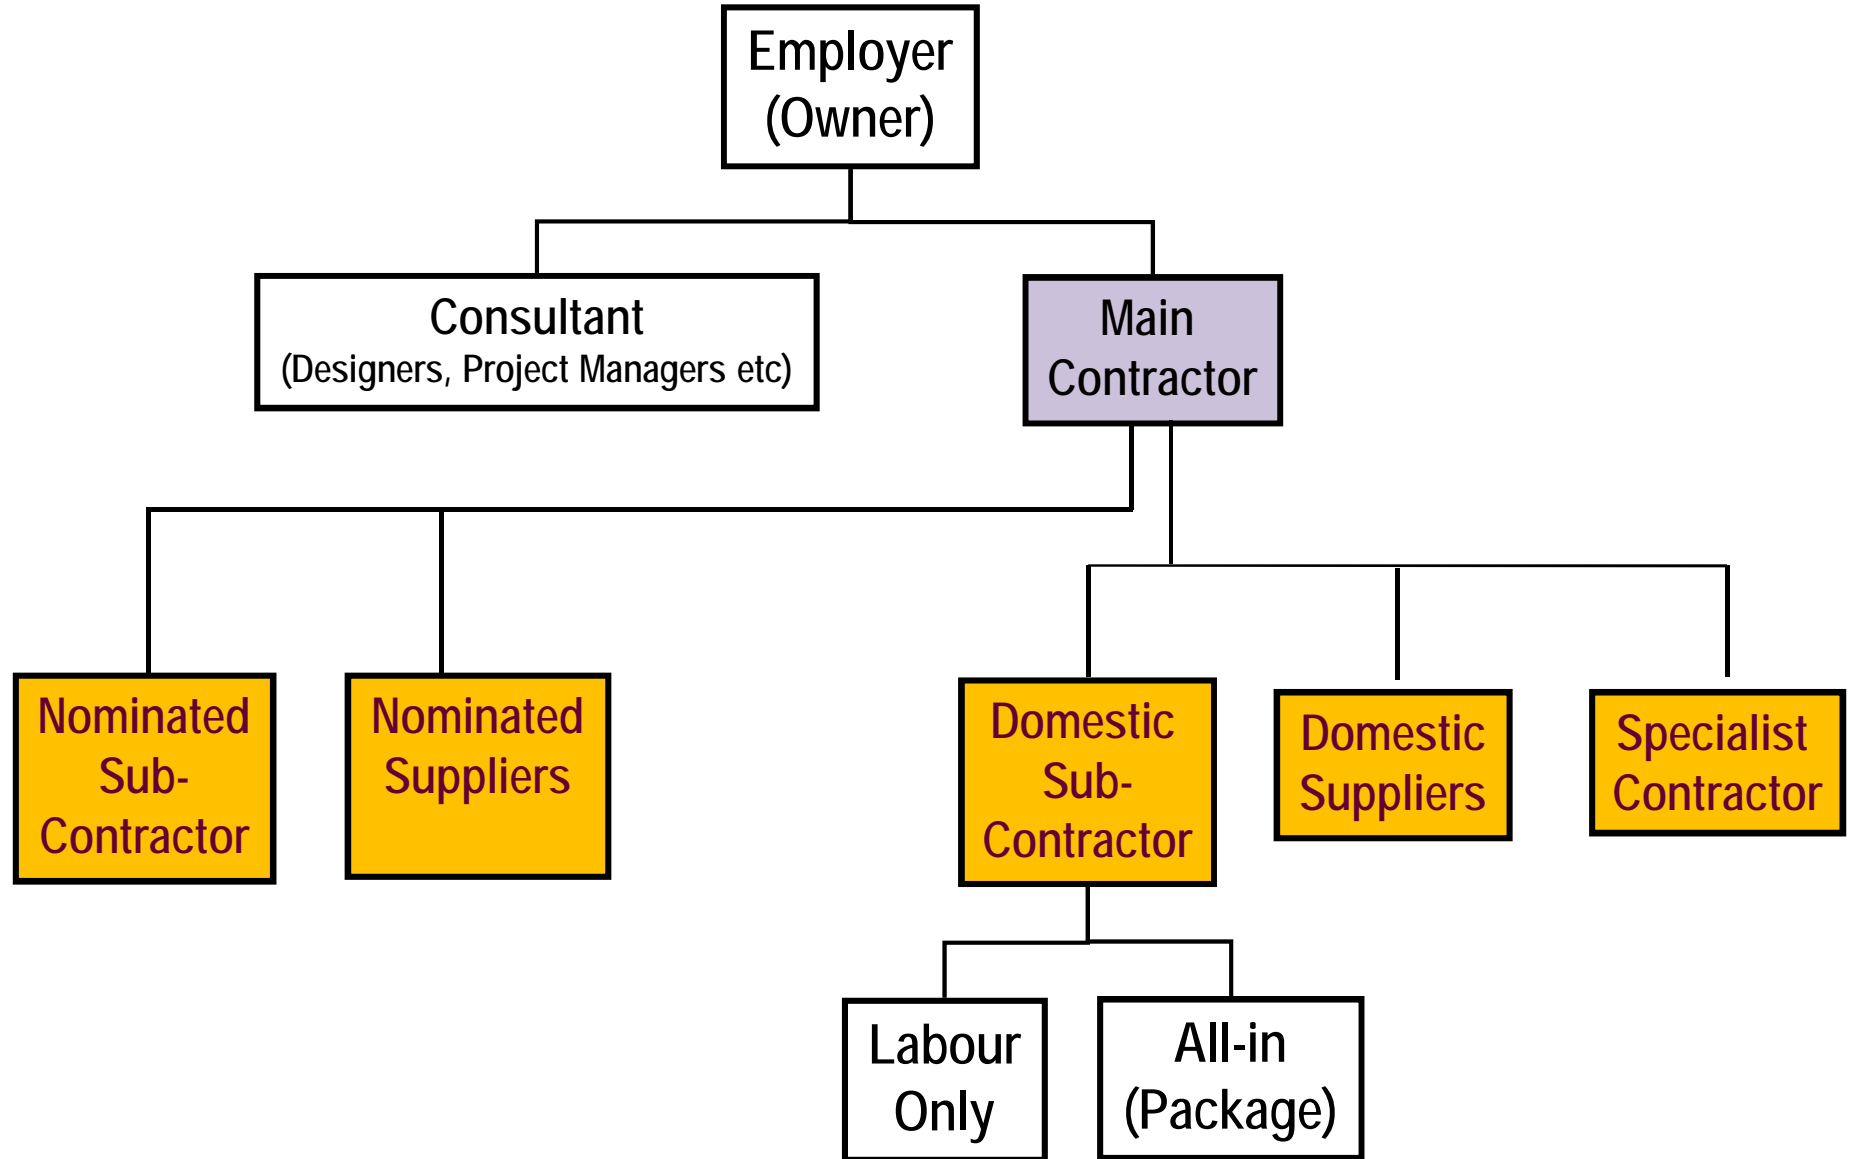 Employer
(Owner)
Consultant
(Designers, Project Managers etc)
Main
Contractor
Nominated
Sub-
Contractor
Nominated
Suppliers
Domestic
Sub-
Contractor
Domestic
Suppliers
Specialist
Contractor
Labour
Only
All-in
(Package)